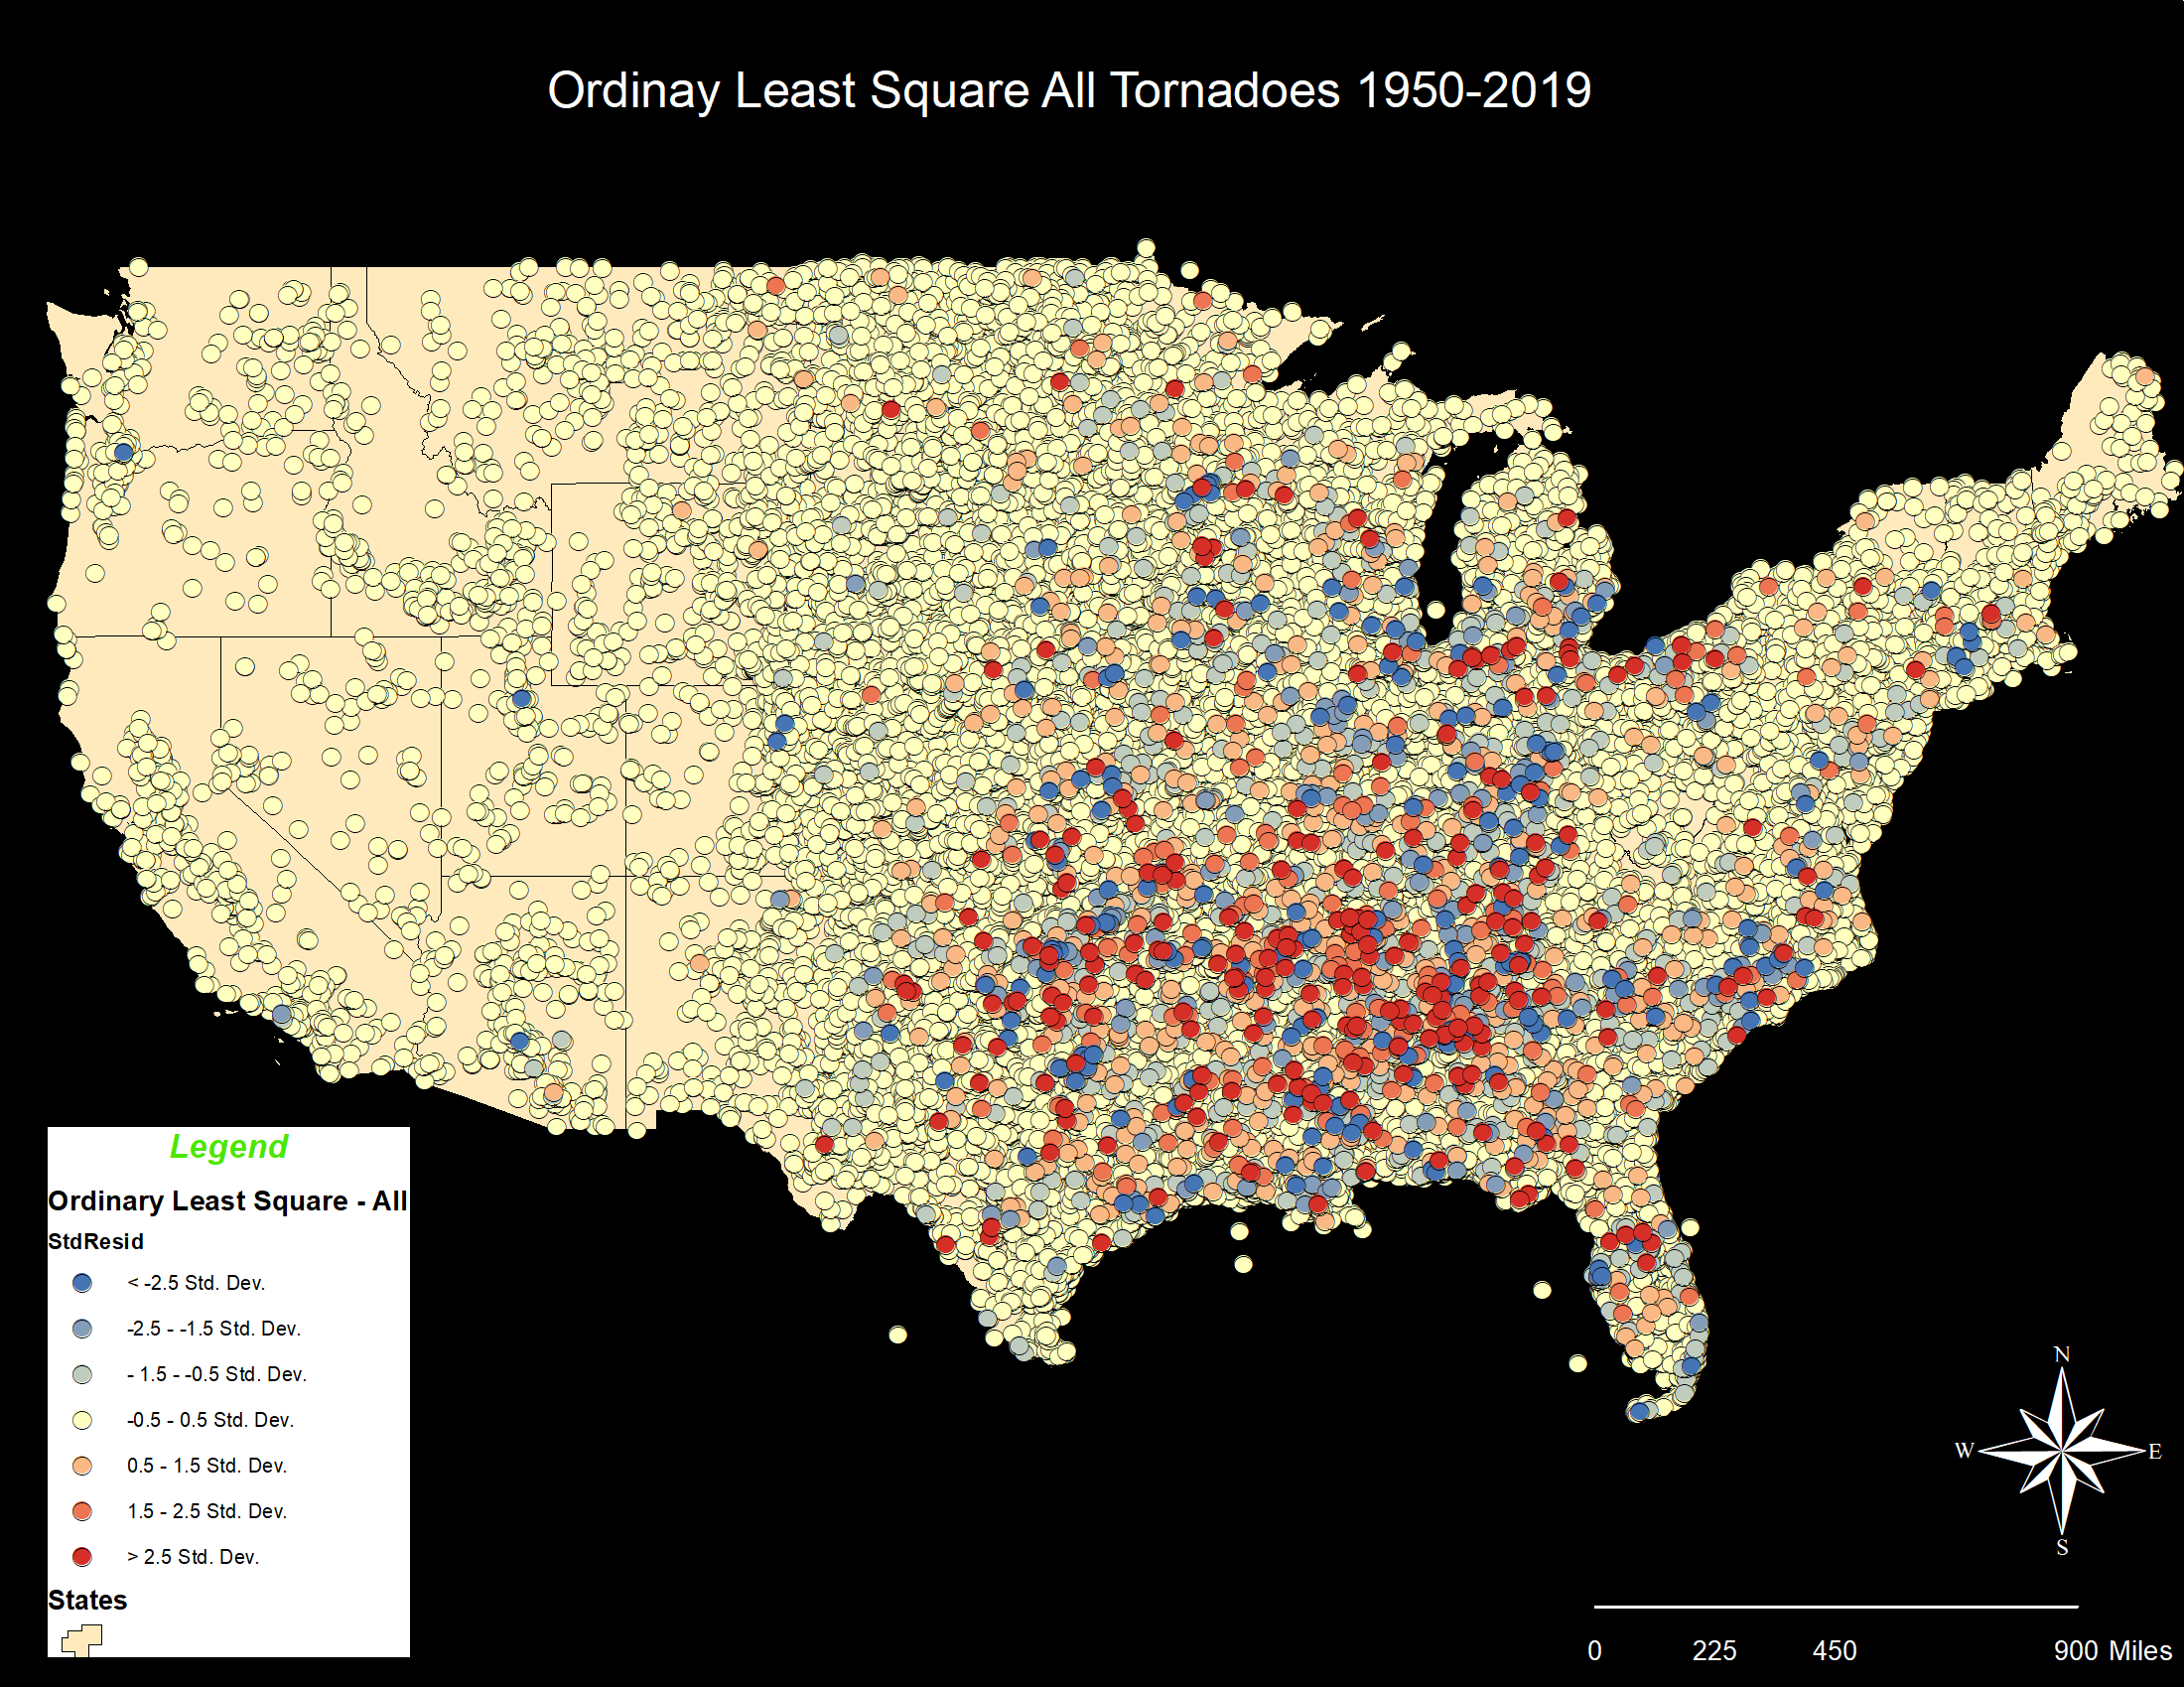 Ordinay Least Square All Tornadoes 1950-2019
Legend
Ordinary Least Square - All
StdResid
< -2.5 Std. Dev.
-2.5 - -1.5 Std. Dev.
- 1.5 - -0.5 Std. Dev.
-0.5 - 0.5 Std. Dev.
0.5 - 1.5 Std. Dev.
1.5 - 2.5 Std. Dev.
> 2.5 Std. Dev.
States
N
W E
S
0 225 450 900 Miles